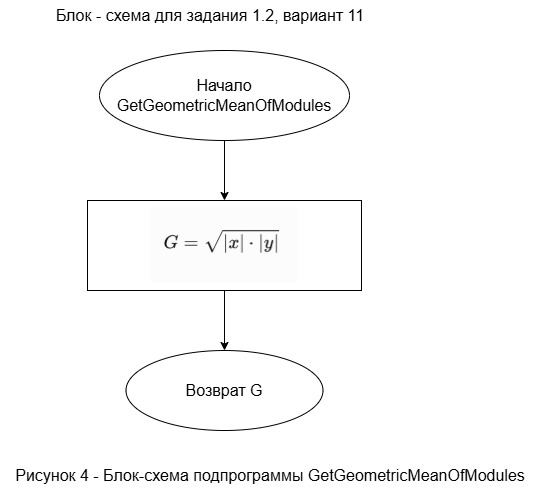 Блок - схема для задания 1.2, вариант 11
Начало
GetGeometricMeanOfModules
G = √|x| · |y|
Возврат G
Рисунок 4 - Блок-схема подпрограммы GetGeometricMeanOfModules